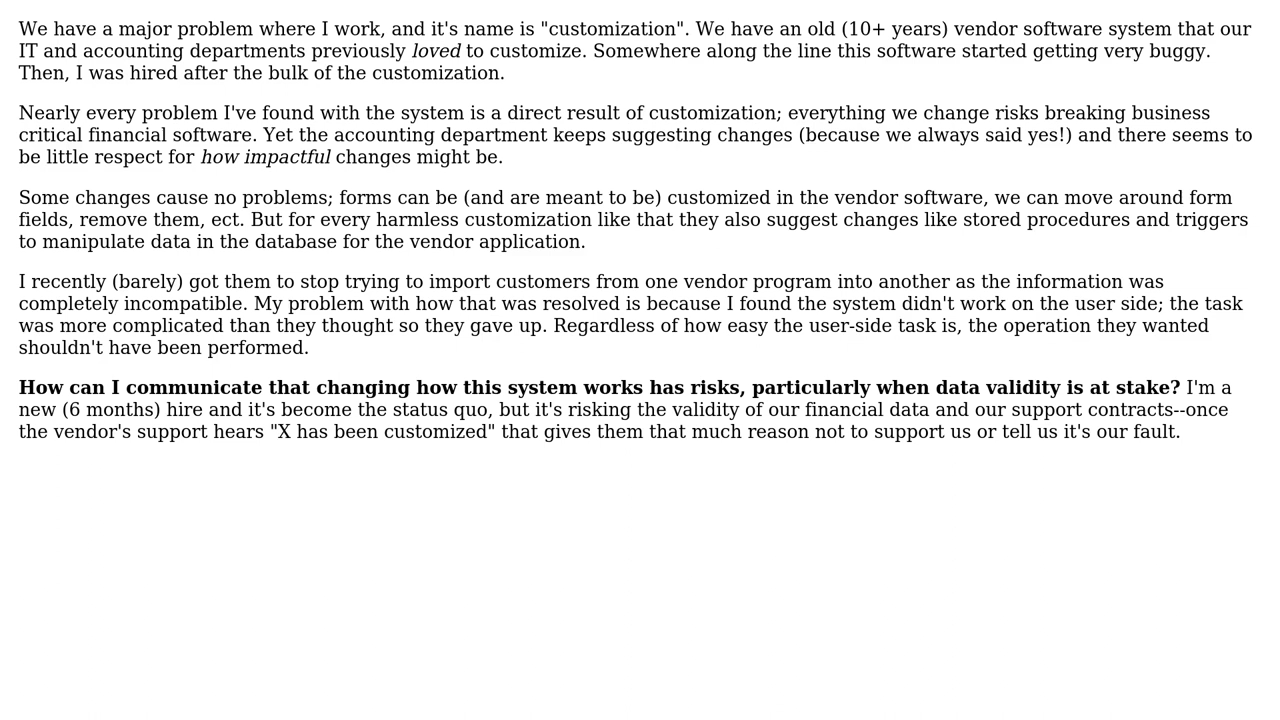 We have a major problem where I work, and it's name is "customization". We have an old (10+ years) vendor software system that our
IT and accounting departments previously loved to customize. Somewhere along the line this software started getting very buggy.
Then, I was hired after the bulk of the customization.
Nearly every problem I've found with the system is a direct result of customization; everything we change risks breaking business
critical financial software. Yet the accounting department keeps suggesting changes (because we always said yes!) and there seems to
be little respect for how impactful changes might be.
Some changes cause no problems; forms can be (and are meant to be) customized in the vendor software, we can move around form
fields, remove them, ect. But for every harmless customization like that they also suggest changes like stored procedures and triggers
to manipulate data in the database for the vendor application.
I recently (barely) got them to stop trying to import customers from one vendor program into another as the information was
completely incompatible. My problem with how that was resolved is because I found the system didn't work on the user side; the task
was more complicated than they thought so they gave up. Regardless of how easy the user-side task is, the operation they wanted
shouldn't have been performed.
How can I communicate that changing how this system works has risks, particularly when data validity is at stake? I'm a
new (6 months) hire and it's become the status quo, but it's risking the validity of our financial data and our support contracts--once
the vendor's support hears "X has been customized" that gives them that much reason not to support us or tell us it's our fault.